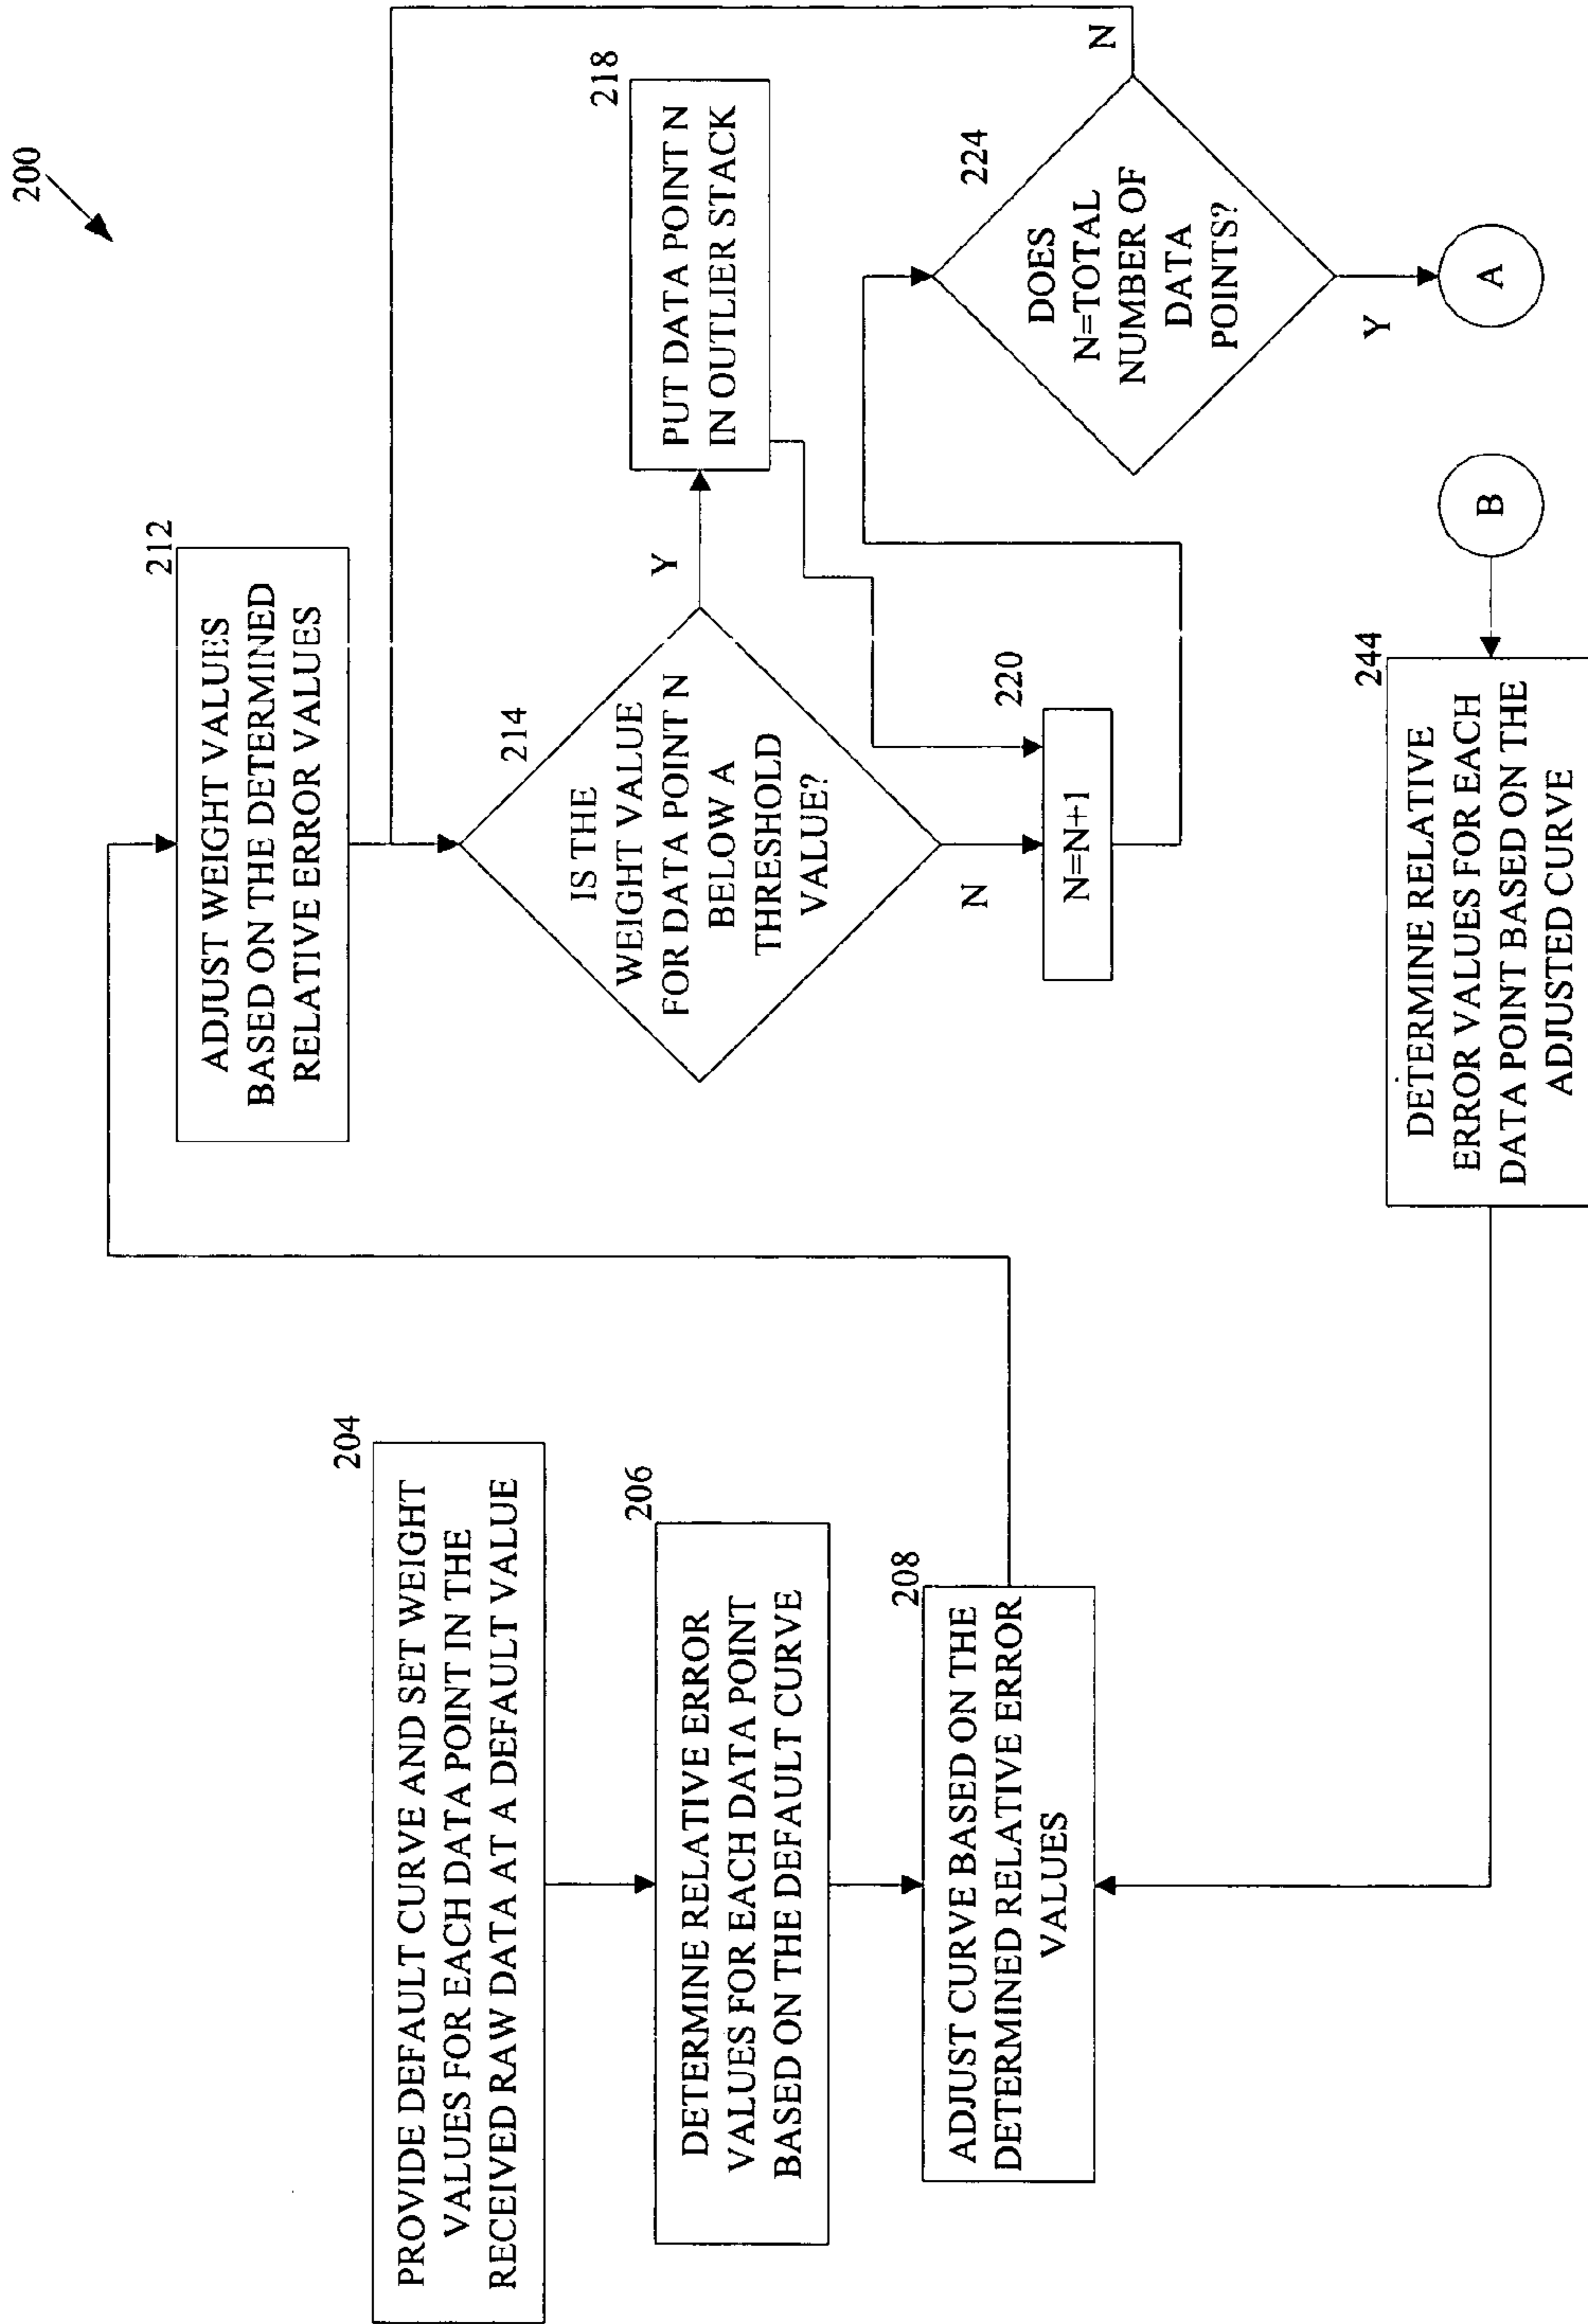 200
204
PROVIDE DEFAULT CURVE AND SET WEIGHT
VALUES FOR EACH DATA POINT IN THE
RECEIVED RAW DATA AT A DEFAULT VALUE
206
DETERMINE RELATIVE ERROR
VALUES FOR EACH DATA POINT
BASED ON THE DEFAULT CURVE
208
ADJUST CURVE BASED ON THE
DETERMINED RELATIVE ERROR
VALUES
212
ADJUST WEIGHT VALUES
BASED ON THE DETERMINED
RELATIVE ERROR VALUES
214
IS THE
WEIGHT VALUE
FOR DATA POINT N
BELOW A
THRESHOLD
VALUE?
Y
N
218
PUT DATA POINT N
IN OUTLIER STACK
220
N=N+1
224
DOES
N=TOTAL
NUMBER OF
DATA
POINTS?
N
Y
A
B
244
DETERMINE RELATIVE
ERROR VALUES FOR EACH
DATA POINT BASED ON THE
ADJUSTED CURVE